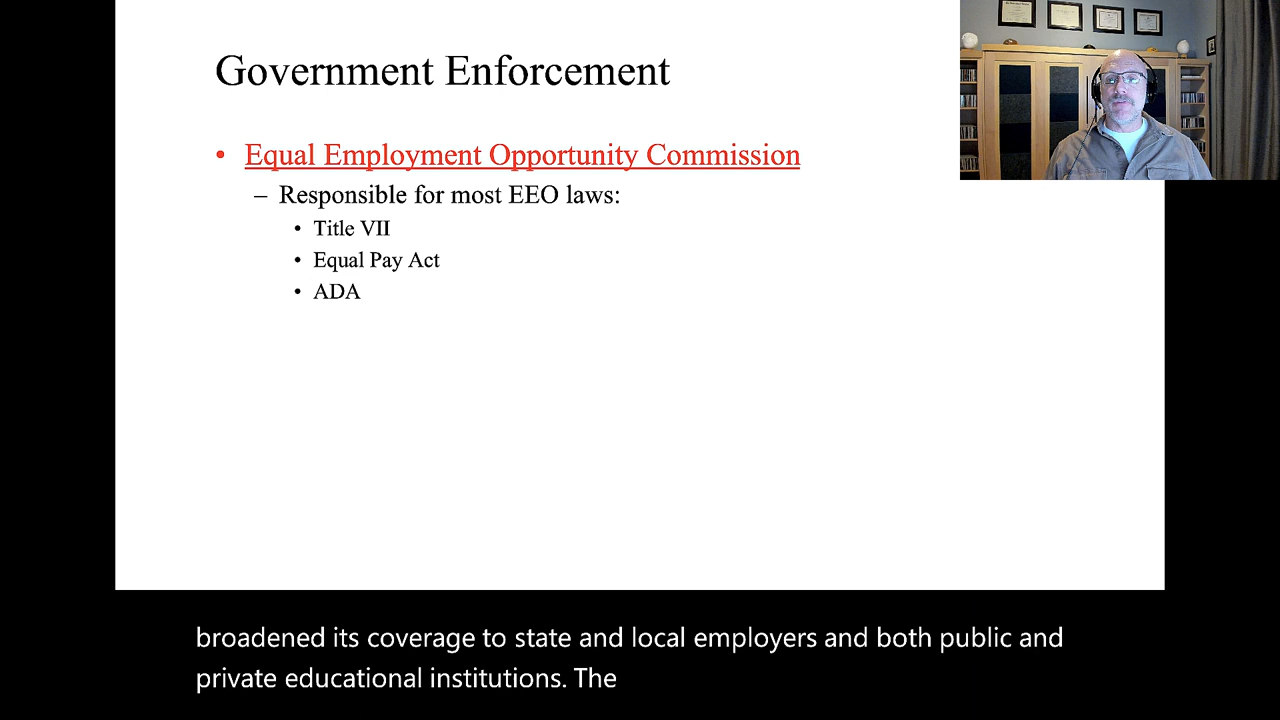 Government Enforcement
• Equal Employment Opportunity Commission
– Responsible for most EEO laws:
• Title VII
• Equal Pay Act
• ADA
broadened its coverage to state and local employers and both public and
private educational institutions. The